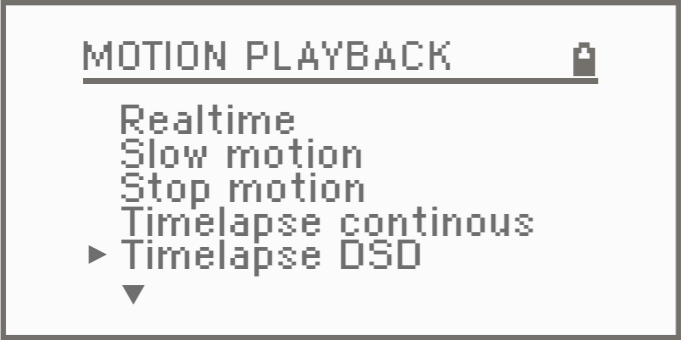 MOTION PLAYBACK
Realtime
Slow motion
Stop motion
Timelapse continous
Timelapse DSD